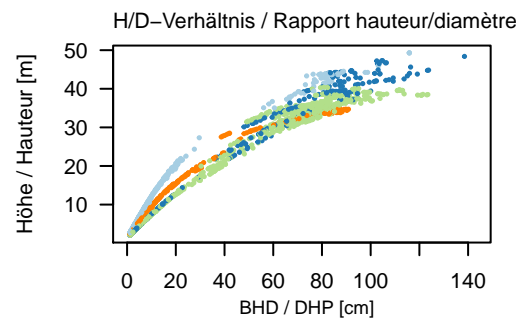 H/D−Verhältnis / Rapport hauteur/diamètre
Höhe / Hauteur [m]
50
40
30
20
10
0 20 40 60 80 100 140
BHD / DHP [cm]